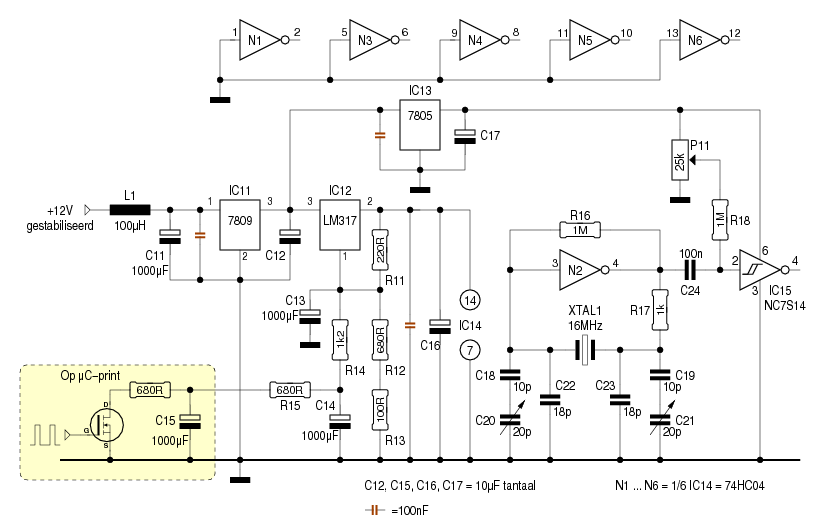 1 N1 2
5 N3 6
9 N4 8
11 N5 10
13 N6 12
IC13
7805
C17
P11
25k
+12V
gestabiliseerd
L1
100µH
1 IC11 3
7809
2
3 IC12 2
LM317
1
C11
1000µF
C12
220R
R11
C13
1000µF
1k2
R14
680R
R12
100R
R13
C16
14
IC14
7
R16
1M
3 N2 4
100n
C24
1M
R18
2
6
4
3
IC15
NC7S14
R17
1k
XTAL1
16MHz
C18
10p
C22
18p
C23
18p
C19
10p
C20
20p
C21
20p
Op µC-print
680R
D
G
S
C15
1000µF
680R
R15
C14
1000µF
C12, C15, C16, C17 = 10µF tantaal
N1 ... N6 = 1/6 IC14 = 74HC04
=100nF